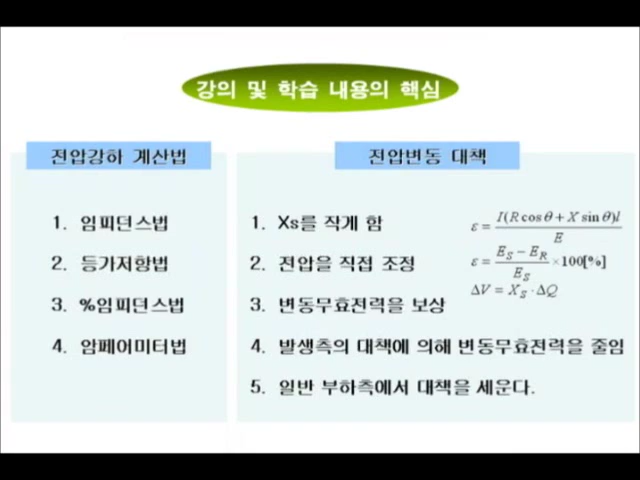 강의 및 학습 내용의 핵심
전압강하 계산법
1. 임피던스법
2. 등가저항법
3. %임피던스법
4. 암페어미터법
전압변동 대책
1. Xs를 작게 함
2. 전압을 직접 조정
3. 변동무효전력을 보상
4. 발생측의 대책에 의해 변동무효전력을 줄임
5. 일반 부하측에서 대책을 세운다.
ε = I(R cos θ + X sin θ)l / E
ε = (E_S − E_R) / E_S × 100[%]
ΔV = X_S · ΔQ